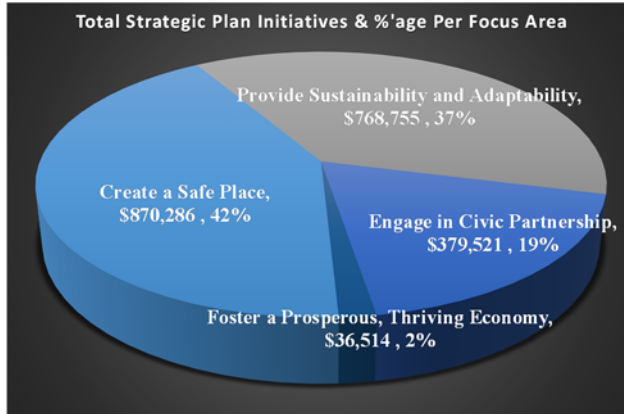 Total Strategic Plan Initiatives & %'age Per Focus Area
Provide Sustainability and Adaptability,
$768,755 , 37%
Create a Safe Place,
$870,286 , 42%
Engage in Civic Partnership,
$379,521 , 19%
Foster a Prosperous, Thriving Economy,
$36,514 , 2%